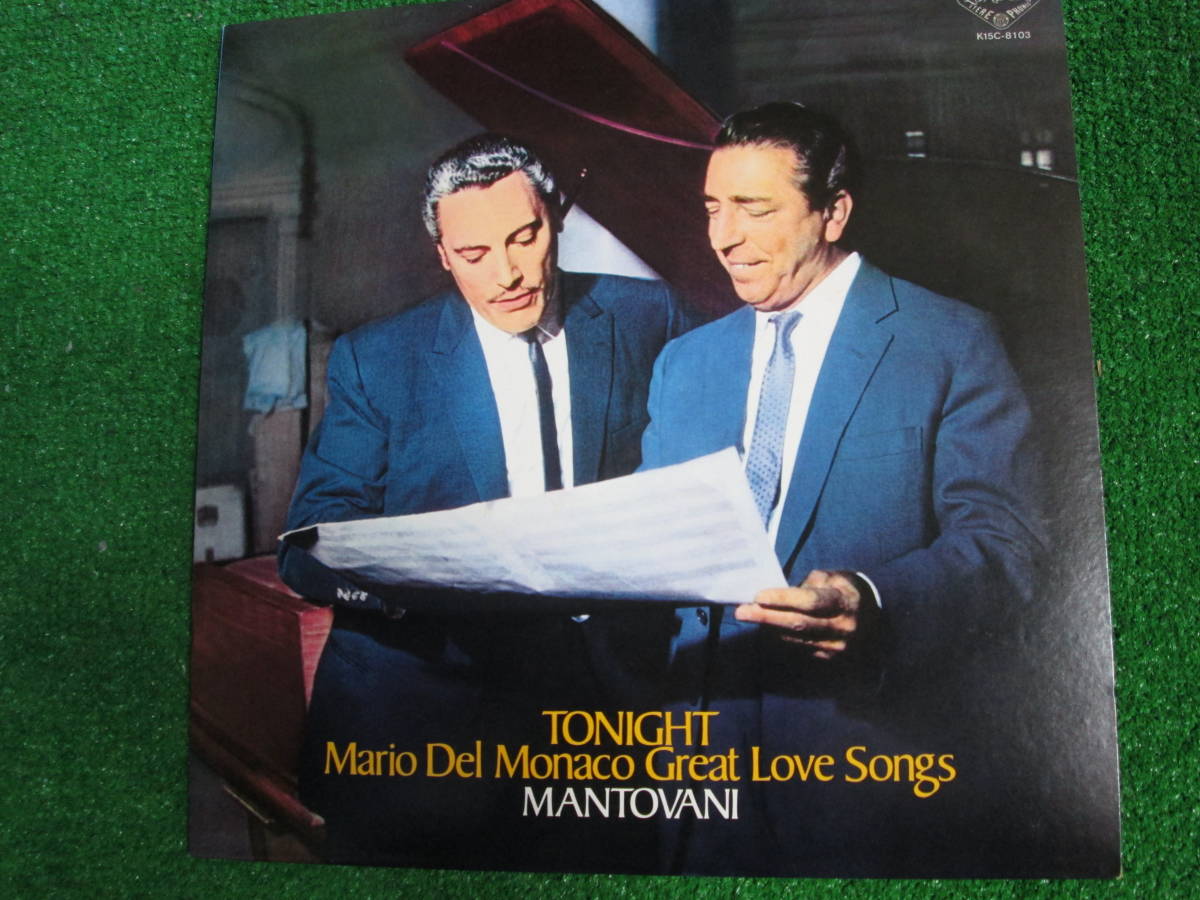 K15C-8103
TONIGHT
Mario Del Monaco Great Love Songs
MANTOVANI